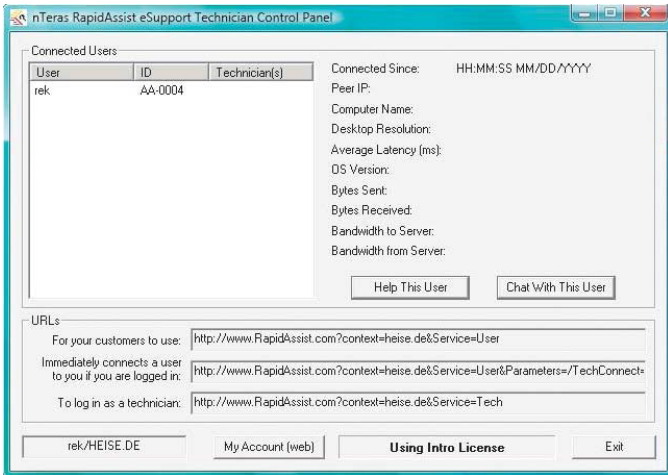 nTeras RapidAssist eSupport Technician Control Panel
Connected Users
User ID Technician(s)
rek AA-0004
Connected Since: HH:MM:SS MM/DD/YYYY
Peer IP:
Computer Name:
Desktop Resolution:
Average Latency (ms):
OS Version:
Bytes Sent:
Bytes Received:
Bandwidth to Server:
Bandwidth from Server:
Help This User Chat With This User
URLs
For your customers to use: http://www.RapidAssist.com?context=heise.de&Service=User
Immediately connects a user
to you if you are logged in: http://www.RapidAssist.com?context=heise.de&Service=User&Parameters=/TechConnect=
To log in as a technician: http://www.RapidAssist.com?context=heise.de&Service=Tech
rek/HEISE.DE My Account (web) Using Intro License Exit